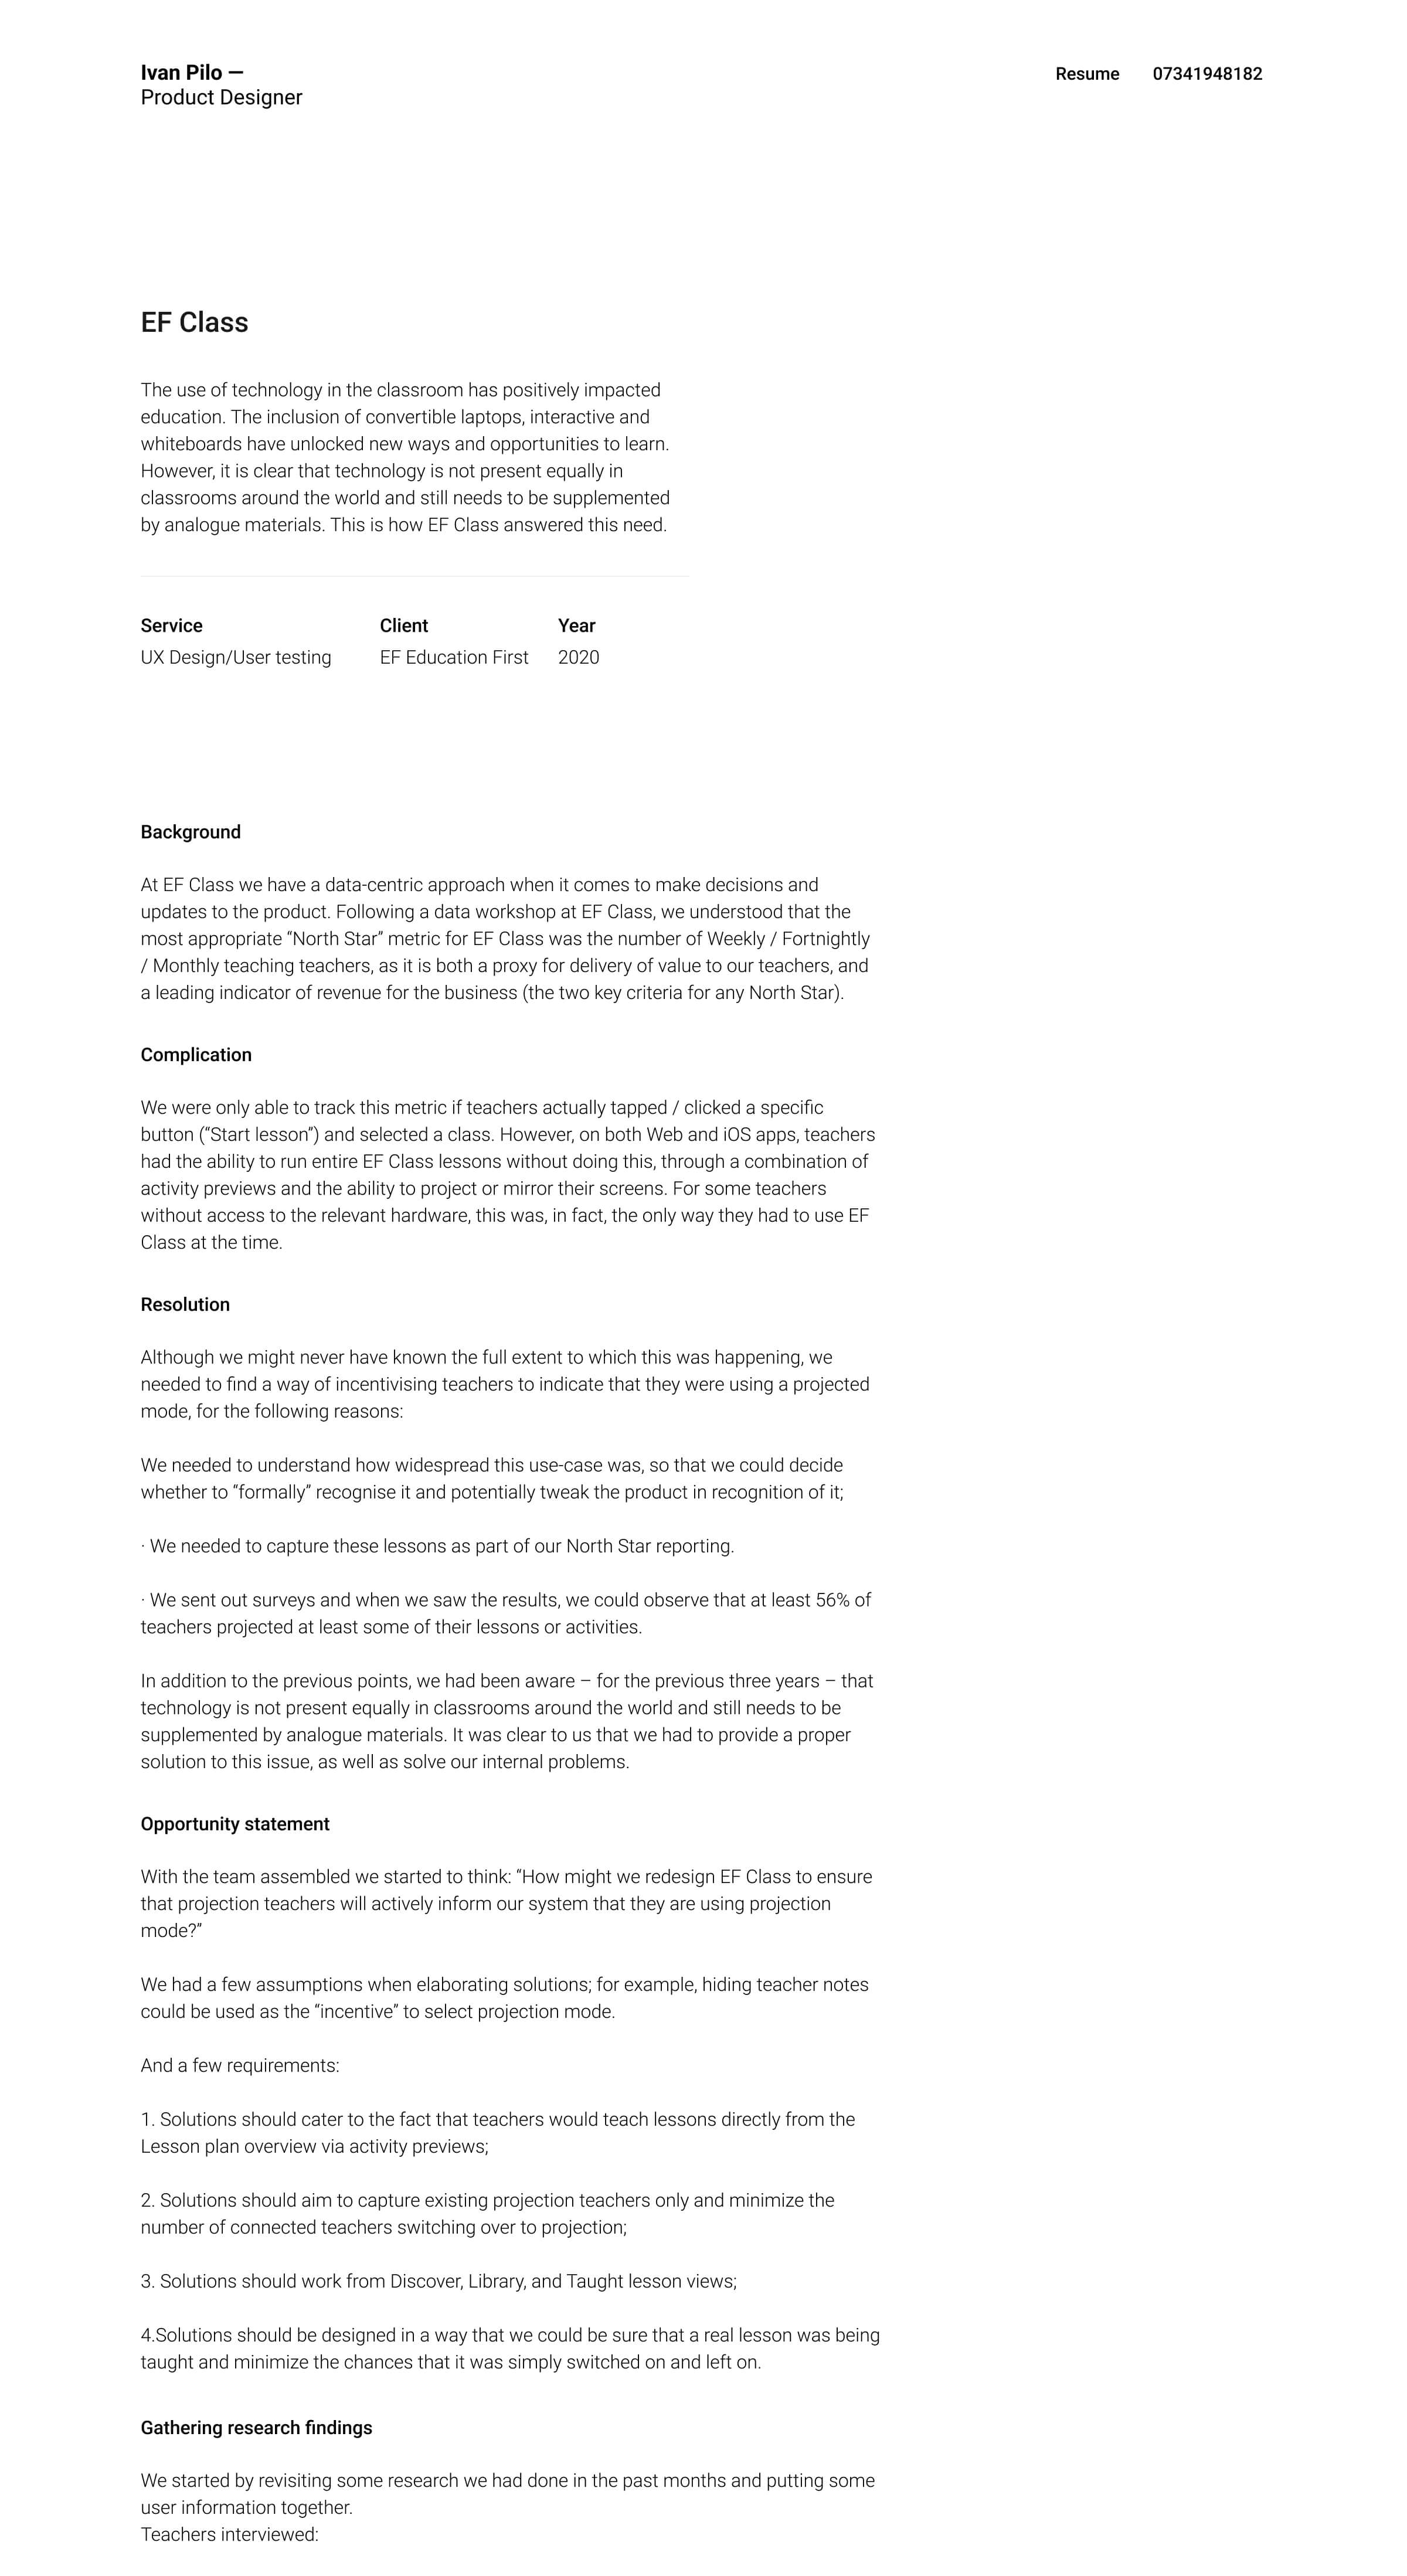 Ivan Pilo —
Product Designer
Resume 07341948182
EF Class
The use of technology in the classroom has positively impacted
education. The inclusion of convertible laptops, interactive and
whiteboards have unlocked new ways and opportunities to learn.
However, it is clear that technology is not present equally in
classrooms around the world and still needs to be supplemented
by analogue materials. This is how EF Class answered this need.
Service Client Year
UX Design/User testing EF Education First 2020
Background
At EF Class we have a data-centric approach when it comes to make decisions and
updates to the product. Following a data workshop at EF Class, we understood that the
most appropriate “North Star” metric for EF Class was the number of Weekly / Fortnightly
/ Monthly teaching teachers, as it is both a proxy for delivery of value to our teachers, and
a leading indicator of revenue for the business (the two key criteria for any North Star).
Complication
We were only able to track this metric if teachers actually tapped / clicked a specific
button (“Start lesson”) and selected a class. However, on both Web and iOS apps, teachers
had the ability to run entire EF Class lessons without doing this, through a combination of
activity previews and the ability to project or mirror their screens. For some teachers
without access to the relevant hardware, this was, in fact, the only way they had to use EF
Class at the time.
Resolution
Although we might never have known the full extent to which this was happening, we
needed to find a way of incentivising teachers to indicate that they were using a projected
mode, for the following reasons:
We needed to understand how widespread this use-case was, so that we could decide
whether to “formally” recognise it and potentially tweak the product in recognition of it;
· We needed to capture these lessons as part of our North Star reporting.
· We sent out surveys and when we saw the results, we could observe that at least 56% of
teachers projected at least some of their lessons or activities.
In addition to the previous points, we had been aware – for the previous three years – that
technology is not present equally in classrooms around the world and still needs to be
supplemented by analogue materials. It was clear to us that we had to provide a proper
solution to this issue, as well as solve our internal problems.
Opportunity statement
With the team assembled we started to think: “How might we redesign EF Class to ensure
that projection teachers will actively inform our system that they are using projection
mode?”
We had a few assumptions when elaborating solutions; for example, hiding teacher notes
could be used as the “incentive” to select projection mode.
And a few requirements:
1. Solutions should cater to the fact that teachers would teach lessons directly from the
Lesson plan overview via activity previews;
2. Solutions should aim to capture existing projection teachers only and minimize the
number of connected teachers switching over to projection;
3. Solutions should work from Discover, Library, and Taught lesson views;
4.Solutions should be designed in a way that we could be sure that a real lesson was being
taught and minimize the chances that it was simply switched on and left on.
Gathering research findings
We started by revisiting some research we had done in the past months and putting some
user information together.
Teachers interviewed: